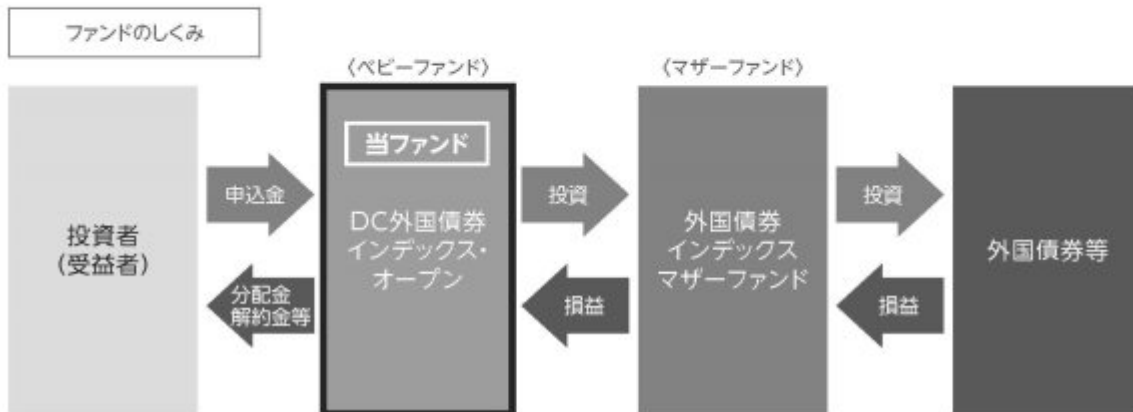 ファンドのしくみ
〈ベビーファンド〉
〈マザーファンド〉
投資者
(受益者)
申込金
分配金
解約金等
当ファンド
DC外国債券
インデックス・
オープン
投資
損益
外国債券
インデックス
マザーファンド
投資
損益
外国債券等